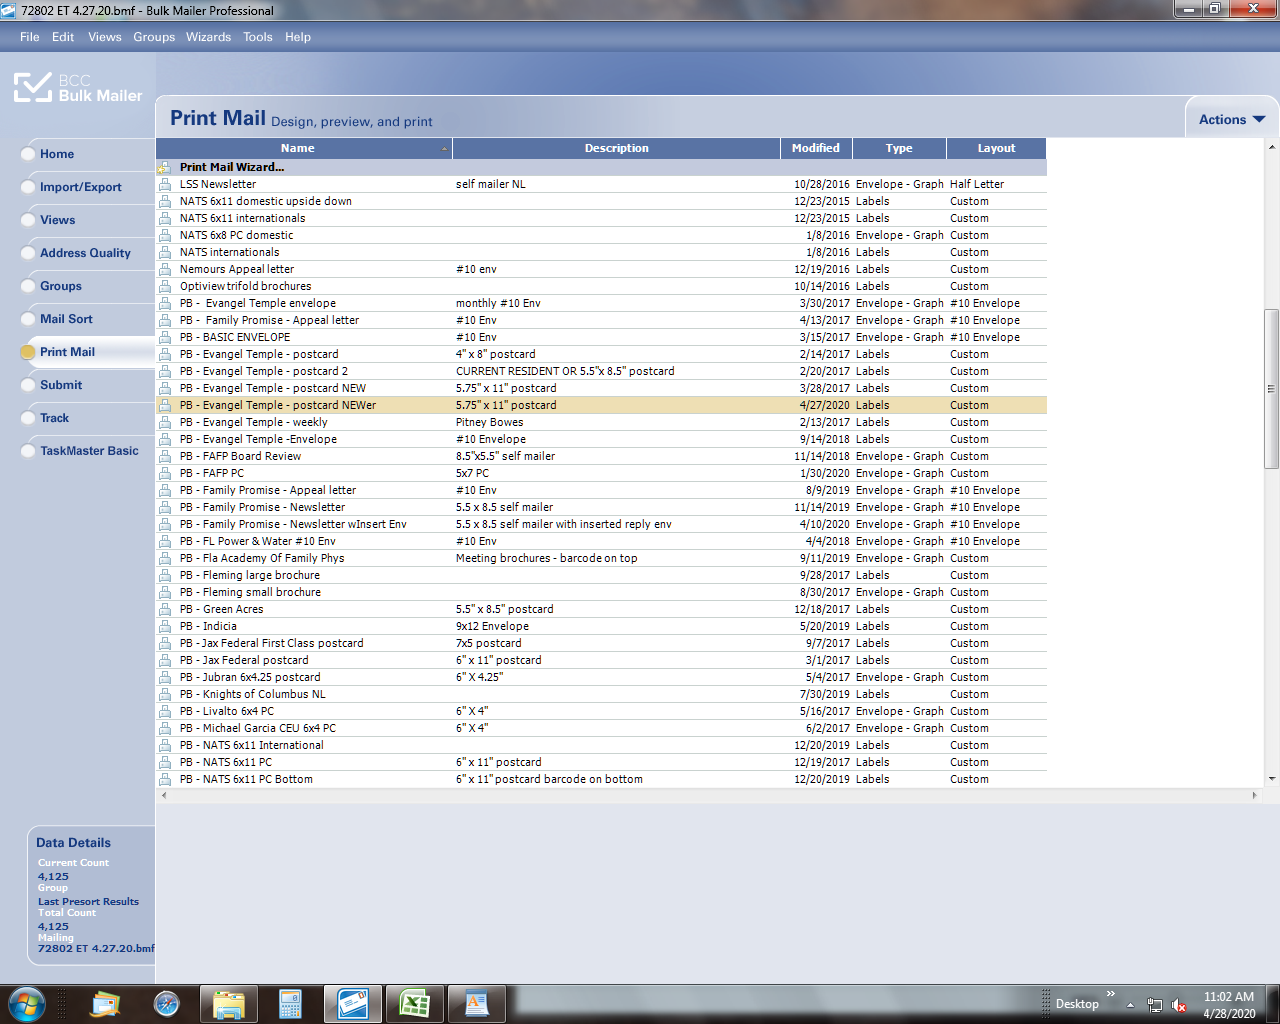 72802 ET 4.27.20.bmf - Bulk Mailer Professional
File Edit Views Groups Wizards Tools Help
BCC
Bulk Mailer
Print Mail Design, preview, and print
Actions
Home
Import/Export
Views
Address Quality
Groups
Mail Sort
Print Mail
Submit
Track
TaskMaster Basic
Name Description Modified Type Layout
Print Mail Wizard...
LSS Newsletter self mailer NL 10/28/2016 Envelope - Graph Half Letter
NATS 6x11 domestic upside down 12/23/2015 Labels Custom
NATS 6x11 internationals 12/23/2015 Labels Custom
NATS 6x8 PC domestic 1/8/2016 Envelope - Graph Custom
NATS internationals 1/8/2016 Labels Custom
Nemours Appeal letter #10 env 12/19/2016 Labels Custom
Optiview trifold brochures 10/14/2016 Labels Custom
PB -  Evangel Temple envelope monthly #10 Env 3/30/2017 Envelope - Graph #10 Envelope
PB -  Family Promise - Appeal letter #10 Env 4/13/2017 Envelope - Graph #10 Envelope
PB - BASIC ENVELOPE #10 Env 3/15/2017 Envelope - Graph #10 Envelope
PB - Evangel Temple - postcard 4" x 8" postcard 2/14/2017 Labels Custom
PB - Evangel Temple - postcard 2 CURRENT RESIDENT OR 5.5"x 8.5" postcard 2/20/2017 Labels Custom
PB - Evangel Temple - postcard NEW 5.75" x 11" postcard 3/28/2017 Labels Custom
PB - Evangel Temple - postcard NEWer 5.75" x 11" postcard 4/27/2020 Labels Custom
PB - Evangel Temple - weekly Pitney Bowes 2/13/2017 Labels Custom
PB - Evangel Temple -Envelope #10 Envelope 9/14/2018 Labels Custom
PB - FAFP Board Review 8.5"x5.5" self mailer 11/14/2018 Envelope - Graph Custom
PB - FAFP PC 5x7 PC 1/30/2020 Envelope - Graph Custom
PB - Family Promise - Appeal letter #10 Env 8/9/2019 Envelope - Graph #10 Envelope
PB - Family Promise - Newsletter 5.5 x 8.5 self mailer 11/14/2019 Envelope - Graph #10 Envelope
PB - Family Promise - Newsletter wInsert Env 5.5 x 8.5 self mailer with inserted reply env 4/10/2020 Envelope - Graph #10 Envelope
PB - FL Power & Water #10 Env #10 Env 4/4/2018 Envelope - Graph #10 Envelope
PB - Fla Academy Of Family Phys Meeting brochures - barcode on top 9/11/2019 Envelope - Graph Custom
PB - Fleming large brochure 9/28/2017 Labels Custom
PB - Fleming small brochure 8/30/2017 Envelope - Graph Custom
PB - Green Acres 5.5" x 8.5" postcard 12/18/2017 Labels Custom
PB - Indicia 9x12 Envelope 5/20/2019 Labels Custom
PB - Jax Federal First Class postcard 7x5 postcard 9/7/2017 Labels Custom
PB - Jax Federal postcard 6" x 11" postcard 3/1/2017 Labels Custom
PB - Jubran 6x4.25 postcard 6" X 4.25" 5/4/2017 Envelope - Graph Custom
PB - Knights of Columbus NL 7/30/2019 Labels Custom
PB - Livalto 6x4 PC 6" X 4" 5/16/2017 Envelope - Graph Custom
PB - Michael Garcia CEU 6x4 PC 6" X 4" 6/2/2017 Envelope - Graph Custom
PB - NATS 6x11 International 12/20/2019 Labels Custom
PB - NATS 6x11 PC 6" x 11" postcard 12/19/2017 Labels Custom
PB - NATS 6x11 PC Bottom 6" x 11" postcard barcode on bottom 12/20/2019 Labels Custom
Data Details
Current Count
4,125
Group
Last Presort Results
Total Count
4,125
Mailing
72802 ET 4.27.20.bmf
Desktop
11:02 AM
4/28/2020